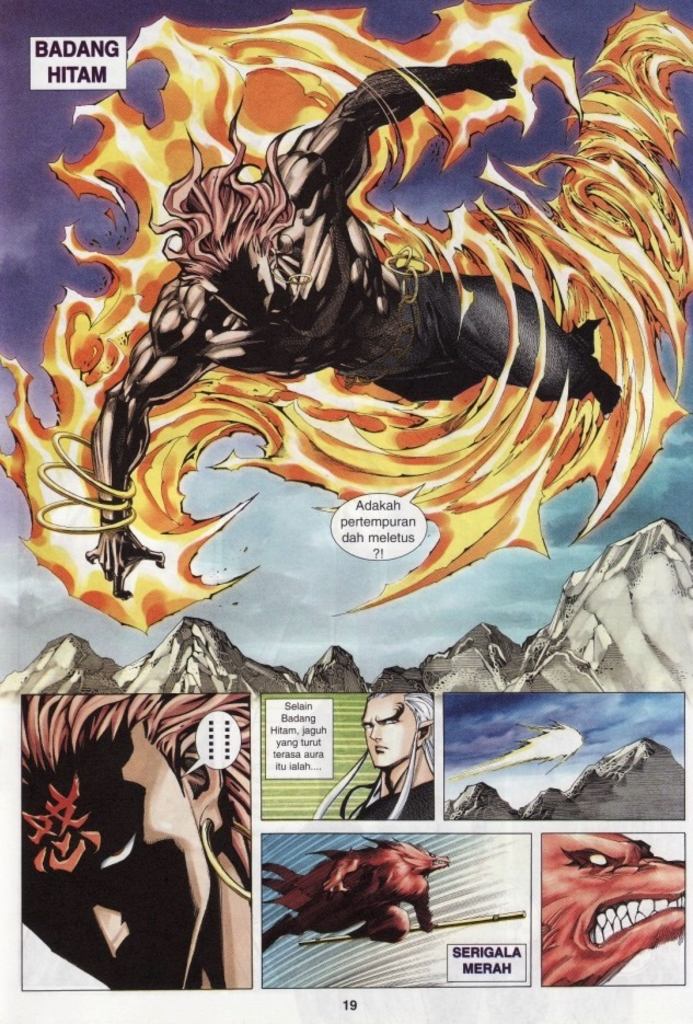 BADANG
HITAM
Adakah
pertempuran
dah meletus
?!
Selain
Badang
Hitam, jaguh
yang turut
terasa aura
itu ialah....
SERIGALA
MERAH
19